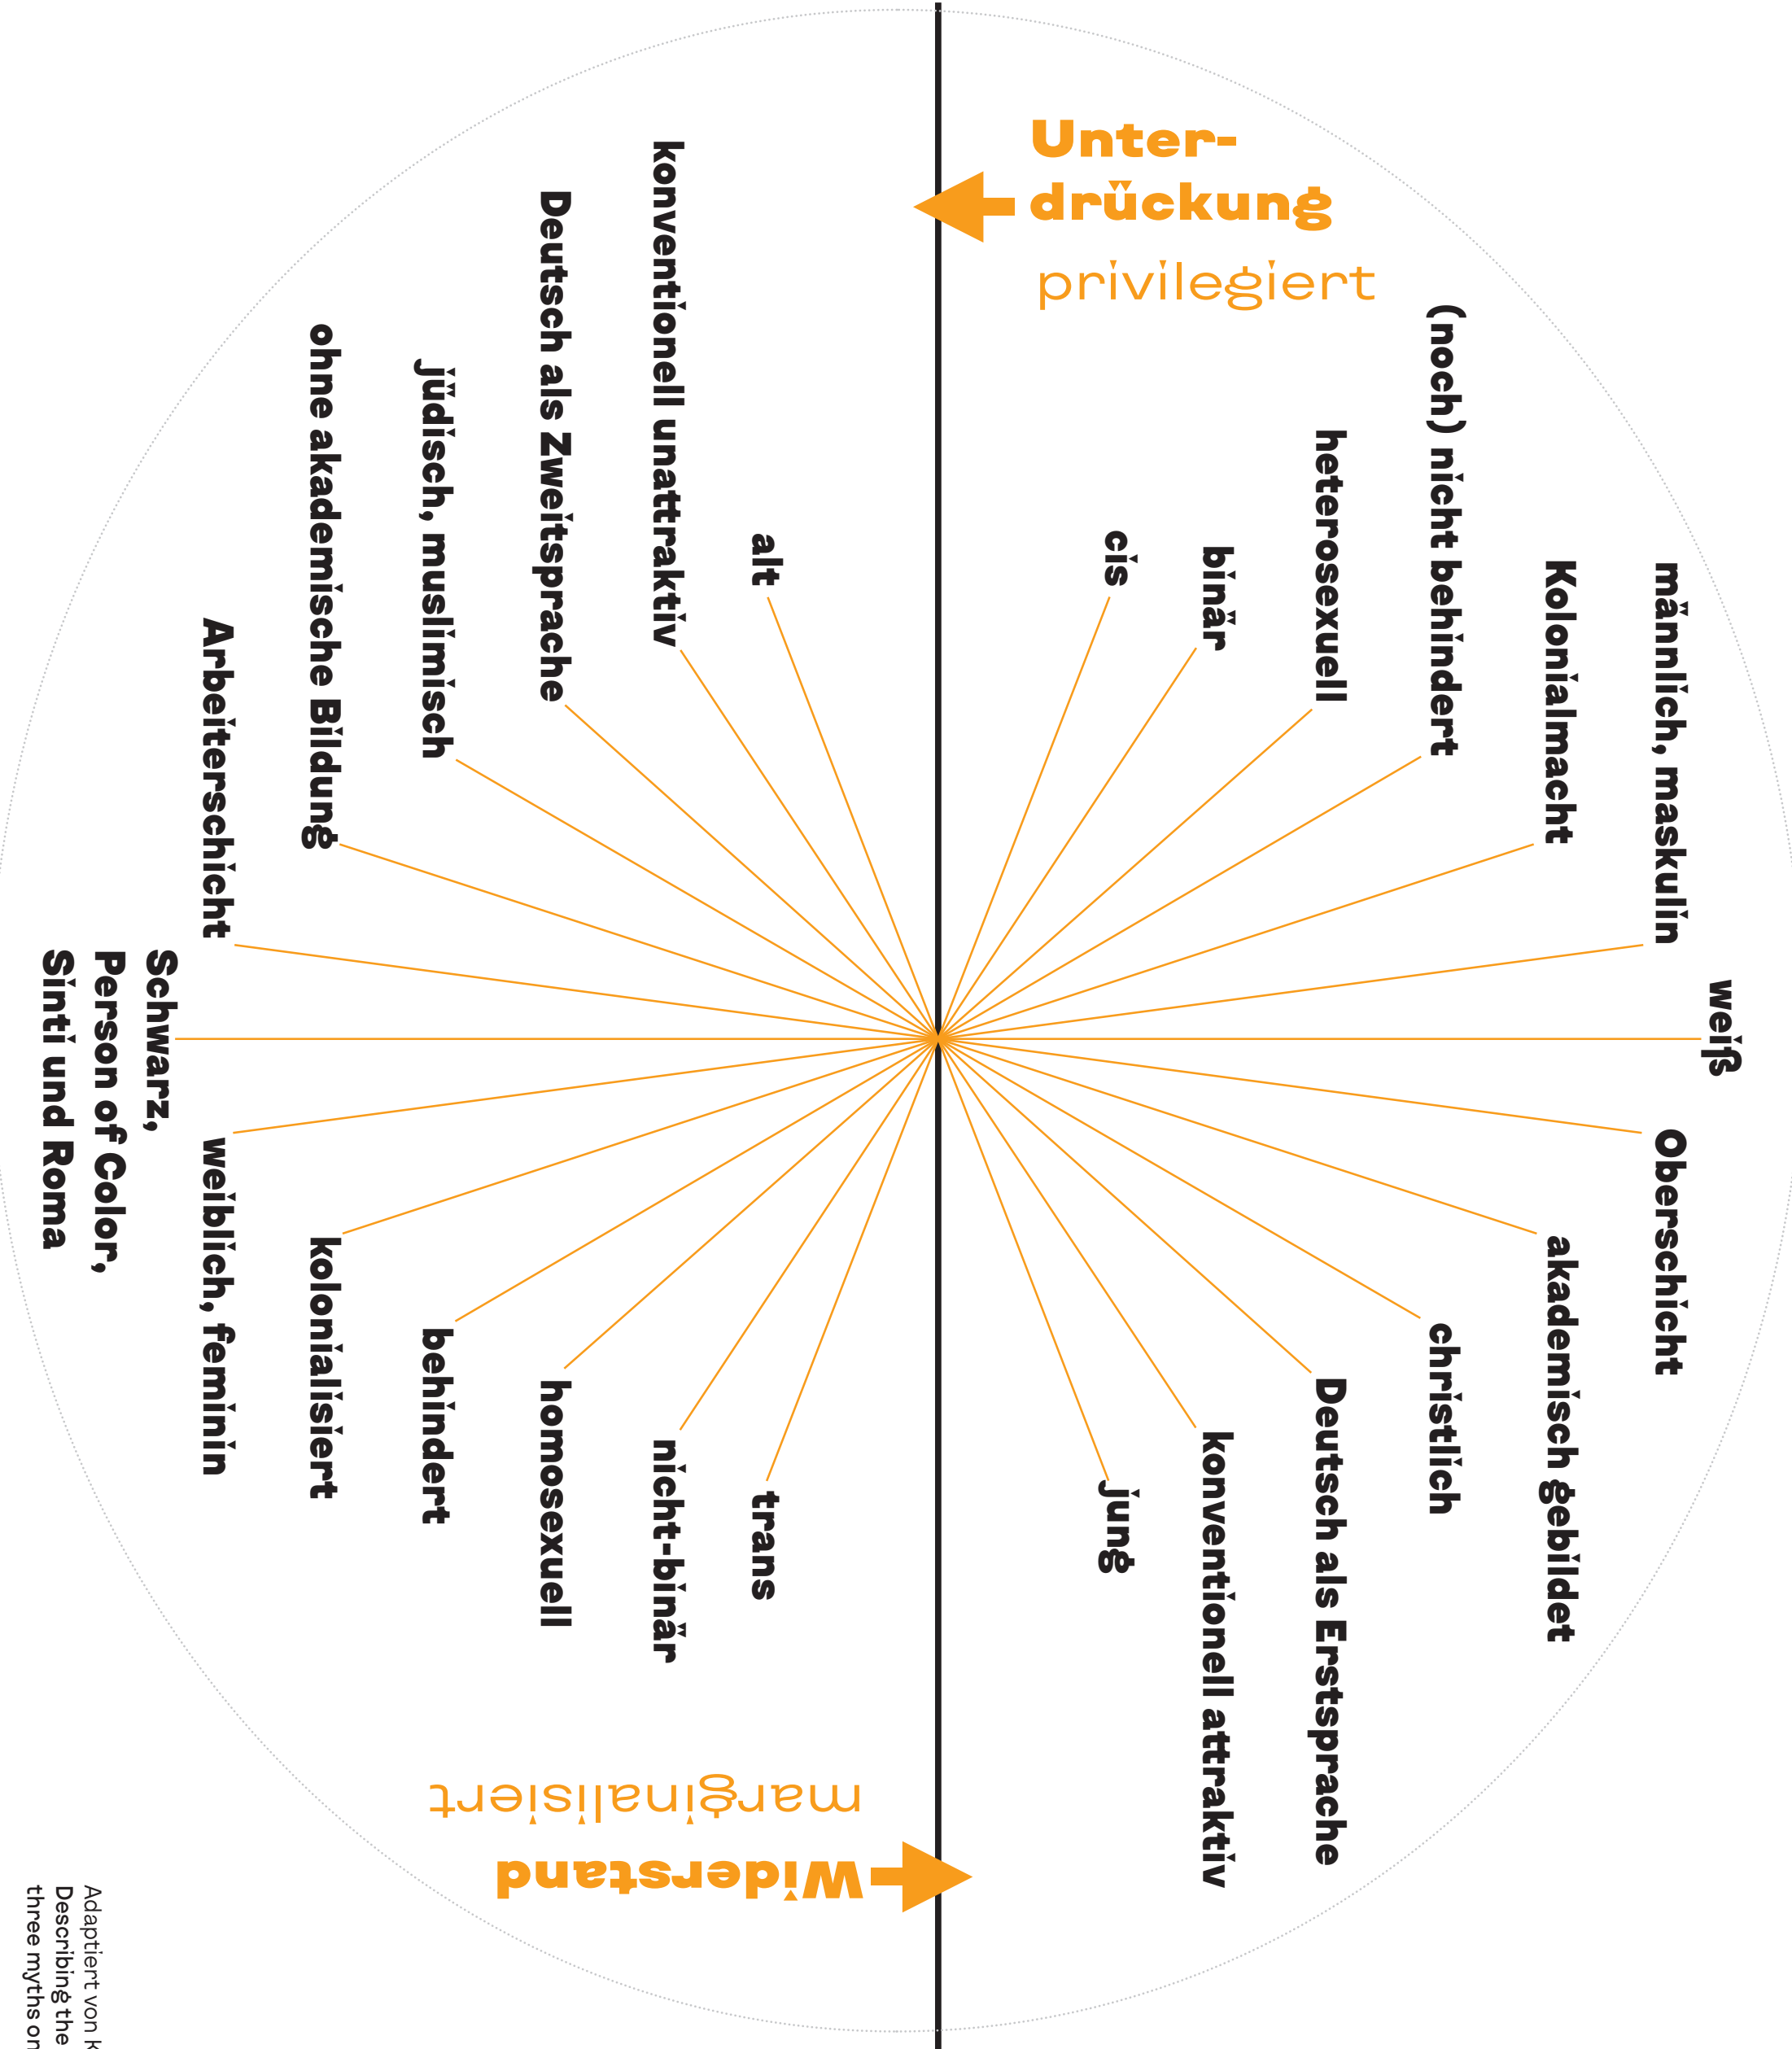 Unter-
drückung
privilegiert
cis
binär
heterosexuell
(noch) nicht behindert
Kolonialmacht
männlich, maskulin
weiß
Oberschicht
akademisch gebildet
christlich
Deutsch als Erstsprache
konventionell attraktiv
jung
trans
nicht-binär
homosexuell
behindert
kolonialisiert
weiblich, feminin
Schwarz,
Person of Color,
Sinti und Roma
Arbeiterschicht
ohne akademische Bildung
jüdisch, muslimisch
Deutsch als Zweitsprache
konventionell unattraktiv
alt
Widerstand
marginalisiert
Adaptiert von
Describing the
three myths on